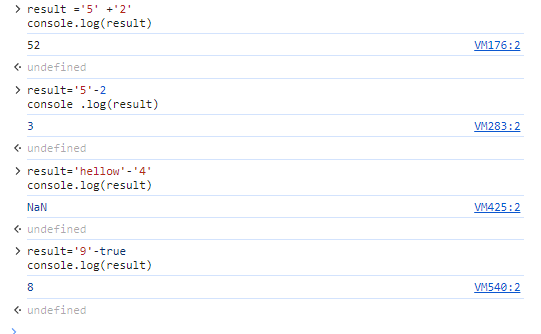 > result ='5' +'2'
console.log(result)
52 VM176:2
<· undefined
> result='5'-2
console .log(result)
3 VM283:2
<· undefined
> result='hellow'-'4'
console.log(result)
NaN VM425:2
<· undefined
> result='9'-true
console.log(result)
8 VM540:2
<· undefined
>